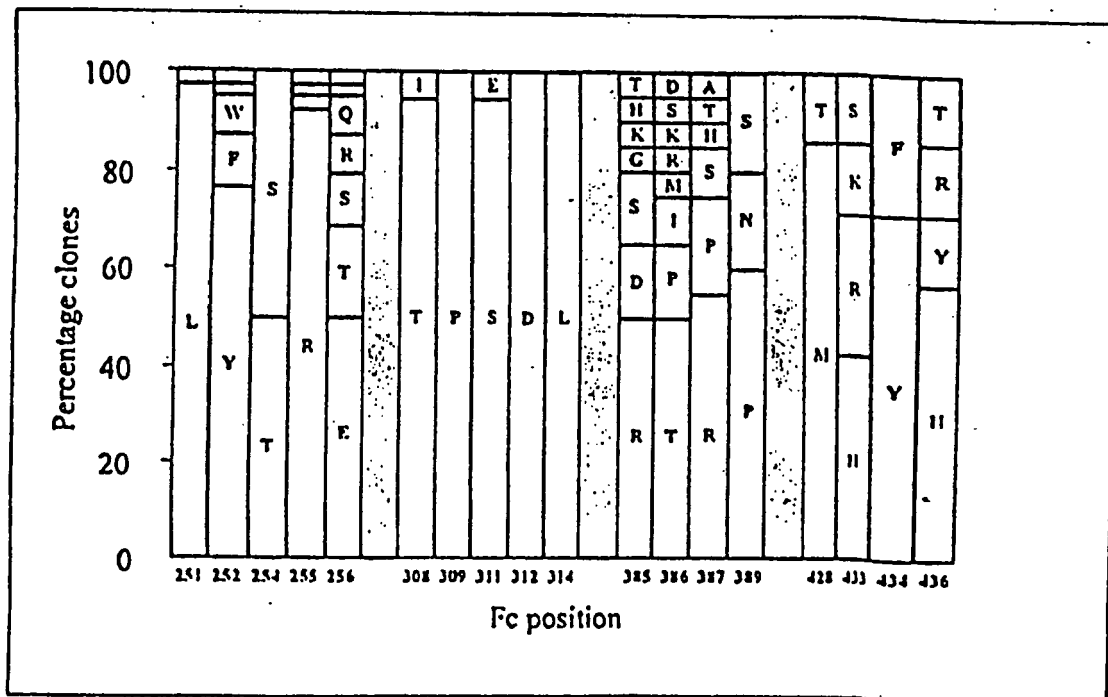 Percentage clones
100
80
60
40
20
0
L
W
F
Y
S
T
R
Q
R
S
T
E
I
T
P
E
S
D
L
T
H
K
G
S
D
R
D
S
K
R
M
I
P
T
A
T
H
S
P
R
S
N
P
T
M
S
K
R
H
F
Y
T
R
Y
H
251 252 254 255 256 308 309 311 312 314 385 386 387 389 428 433 434 436
Fc position